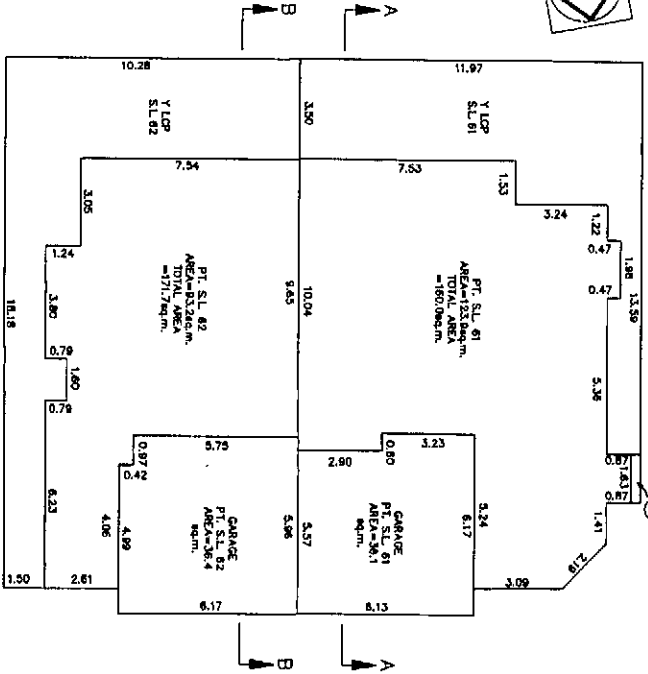 B
A
10.28
11.97
Y LCP
S.L 62
3.50
Y LCP
S.L 61
7.54
7.53
1.53
3.05
3.24
1.22
0.47
1.98
13.59
0.47
1.24
PT. S.L. 62
AREA=93.2sq.m.
TOTAL AREA
=171.7sq.m.
9.65
10.04
PT. S.L. 61
AREA=123.9sq.m.
TOTAL AREA
=160.0sq.m.
18.18
3.80
0.79
1.60
0.79
5.36
0.97
5.75
0.42
2.90
0.60
3.23
0.87
1.63
0.87
6.23
4.06
4.99
GARAGE
PT. S.L. 62
AREA=36.4
sq.m.
5.96
5.57
GARAGE
PT. S.L. 61
AREA=36.1
sq.m.
5.24
6.17
1.41
2.19
3.09
1.50
2.61
6.17
6.13
B
A